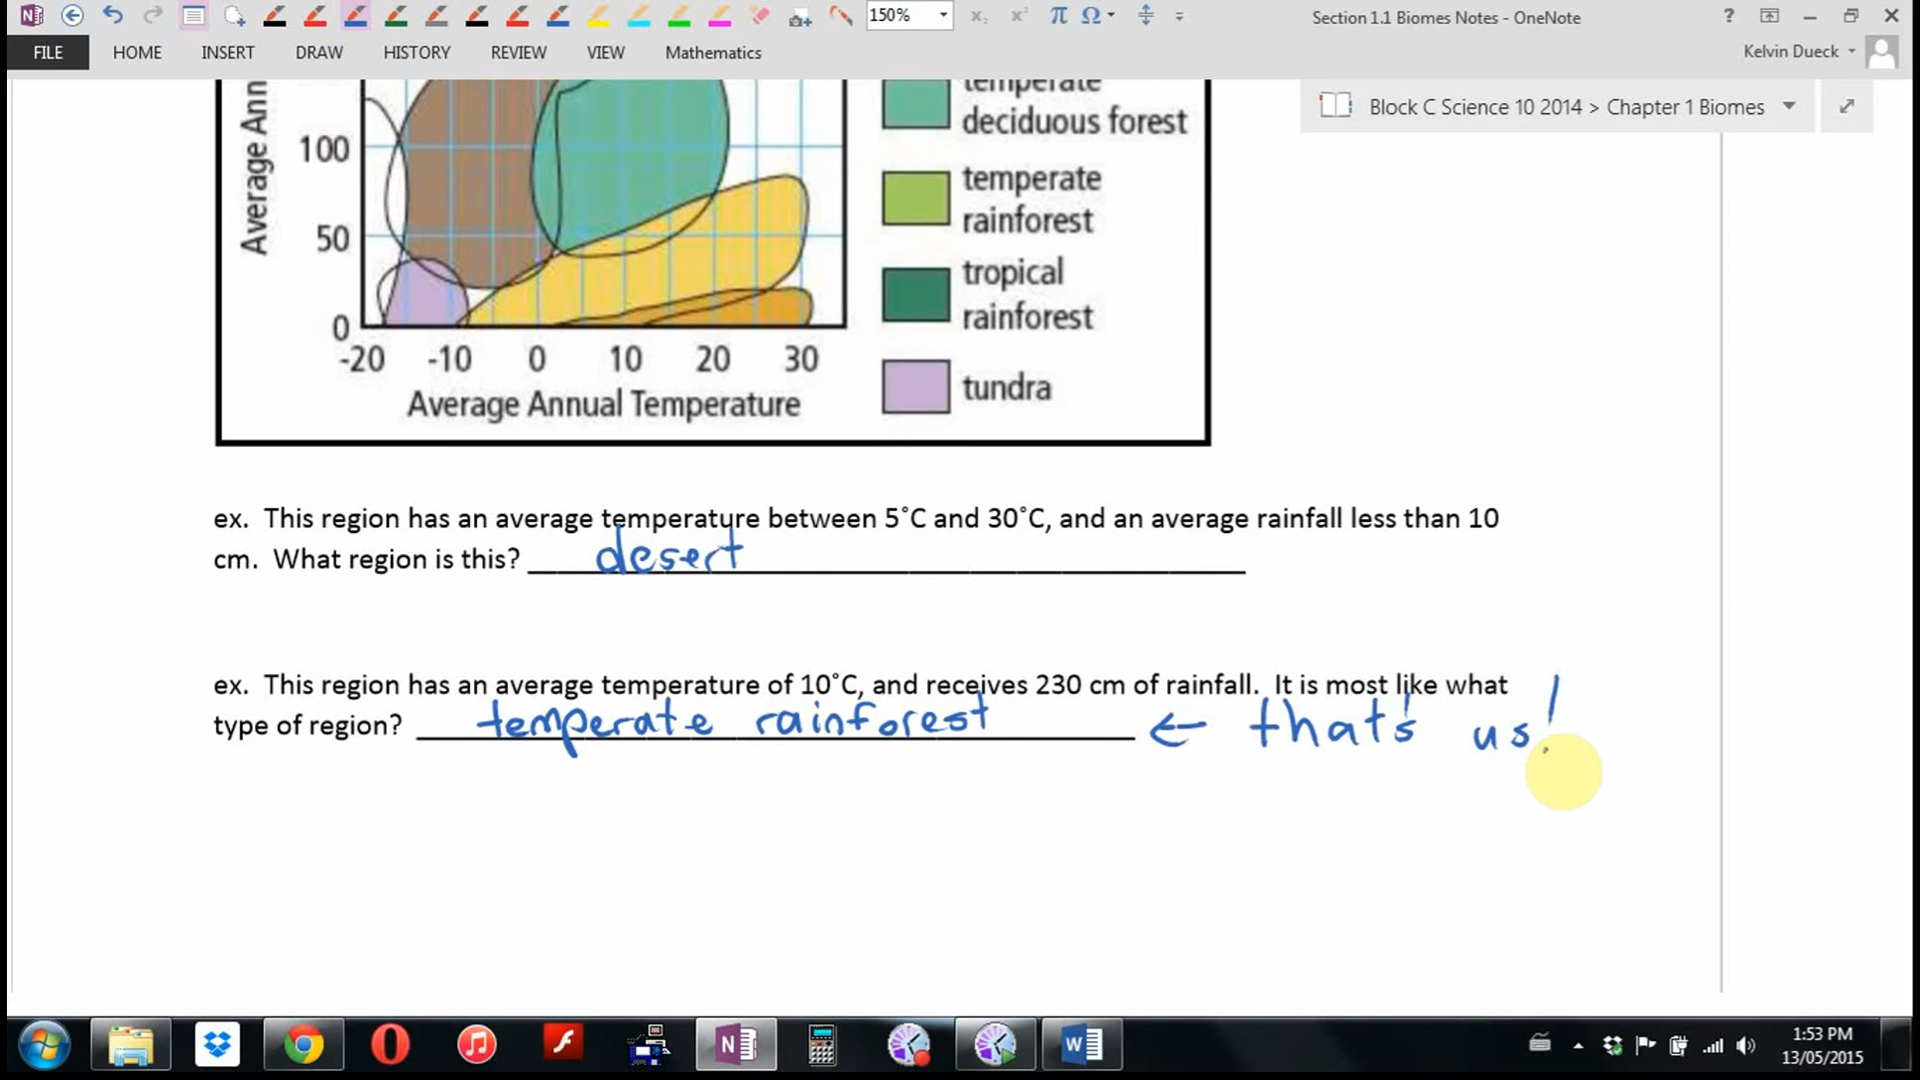 150%
x₂ x² π Ω
Section 1.1 Biomes Notes - OneNote
?
FILE HOME INSERT DRAW HISTORY REVIEW VIEW Mathematics
Kelvin Dueck
Block C Science 10 2014 > Chapter 1 Biomes
Average Ann
100
50
0
-20 -10 0 10 20 30
Average Annual Temperature
temperate
deciduous forest
temperate
rainforest
tropical
rainforest
tundra
ex. This region has an average temperature between 5˚C and 30˚C, and an average rainfall less than 10
cm. What region is this? desert
ex. This region has an average temperature of 10˚C, and receives 230 cm of rainfall. It is most like what
type of region? temperate rainforest ← that's us!
1:53 PM
13/05/2015